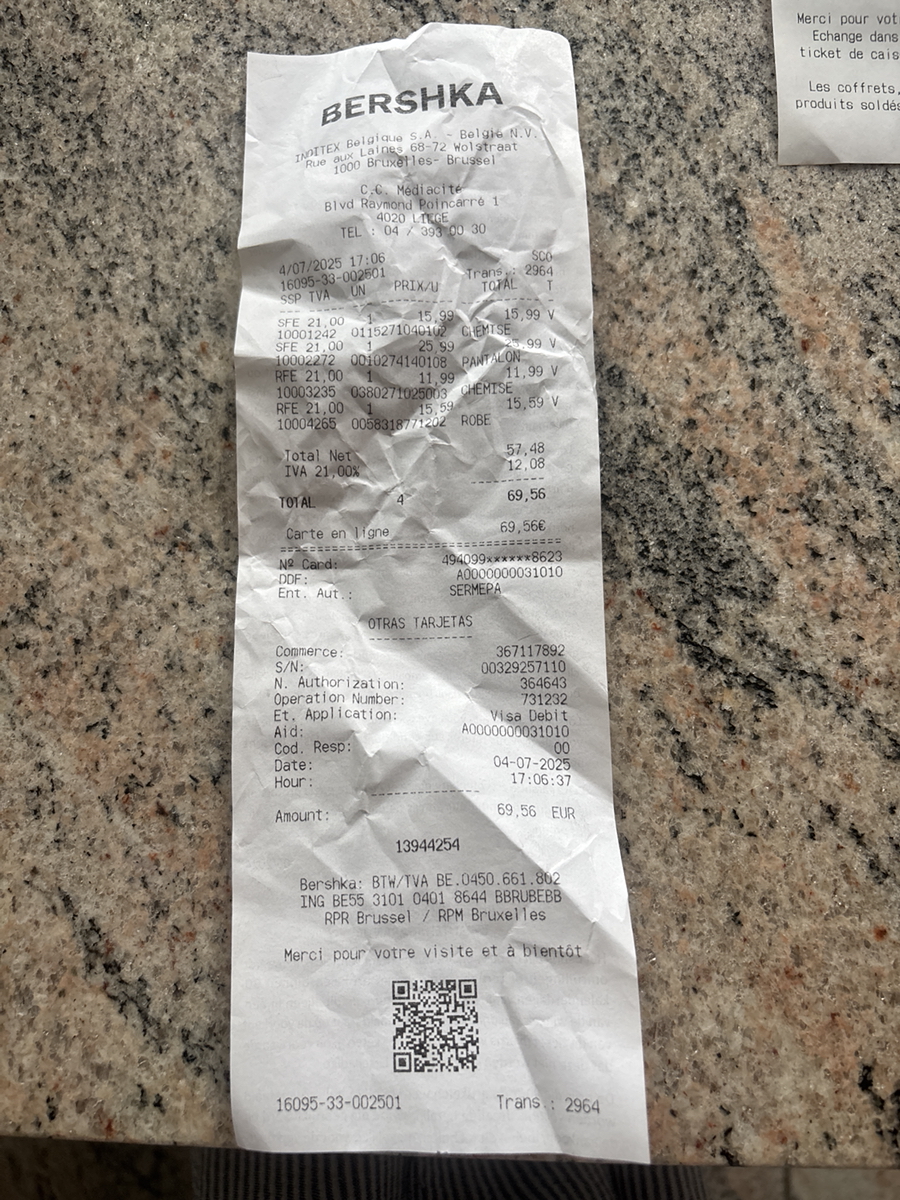 BERSHKA
INDITEX Belgique S.A. - Belgïe N.V.
Rue aux Laines 68-72 Wolstraat
1000 Bruxelles- Brussel
C.C. Médiacité
Blvd Raymond Poincarré 1
4020 LIEGE
TEL : 04 / 393 00 30
4/07/2025 17:06 SCO
16095-33-002501 Trans.: 2964
SSP TVA UN PRIX/U TOTAL T
SFE 21,00 1 15,99 15,99 V
10001242 0115271040102 CHEMISE
SFE 21,00 1 25,99 25,99 V
10002272 0010274140108 PANTALON
RFE 21,00 1 11,99 11,99 V
10003235 0380271025003 CHEMISE
RFE 21,00 1 15,59 15,59 V
10004265 0058318771202 ROBE
Total Net 57,48
IVA 21,00% 12,08
TOTAL 4 69,56
Carte en ligne 69,56€
Nº Card: 494099******8623
DDF: A0000000031010
Ent. Aut.: SERMEPA
OTRAS TARJETAS
Commerce: 367117892
S/N: 00329257110
N. Authorization: 364643
Operation Number: 731232
Et. Application: Visa Debit
Aid: A0000000031010
Cod. Resp: 00
Date: 04-07-2025
Hour: 17:06:37
Amount: 69,56 EUR
13944254
Bershka: BTW/TVA BE.0450.661.802
ING BE55 3101 0401 8644 BBRUBEBB
RPR Brussel / RPM Bruxelles
Merci pour votre visite et à bientôt
16095-33-002501 Trans.: 2964
Merci pour vot
Echange dans
ticket de cais
Les coffrets,
produits soldés